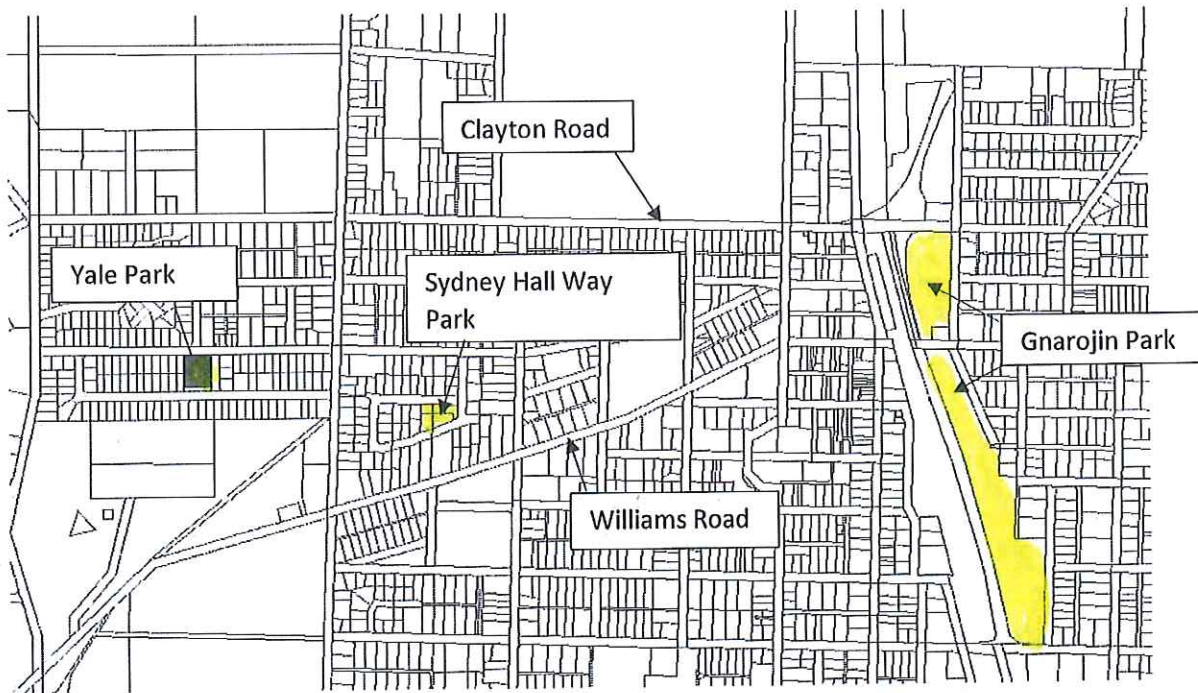 Clayton Road
Yale Park
Sydney Hall Way
Park
Gnarojin Park
Williams Road